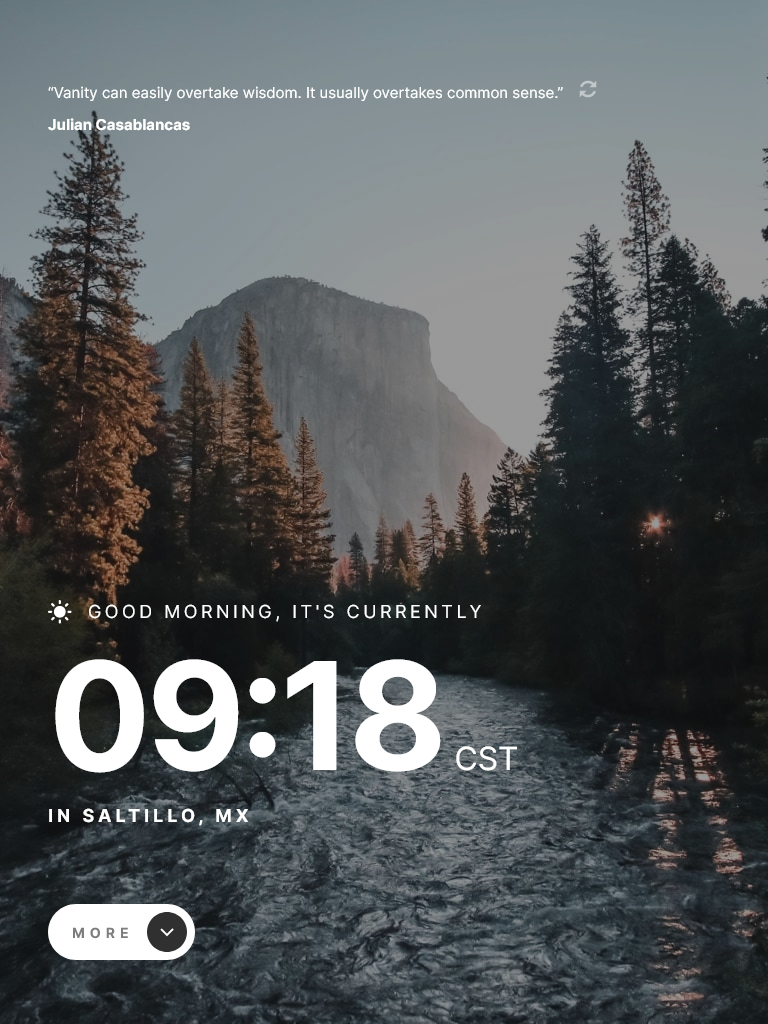 “Vanity can easily overtake wisdom. It usually overtakes common sense.”
Julian Casablancas
GOOD MORNING, IT'S CURRENTLY
09:18 CST
IN SALTILLO, MX
MORE